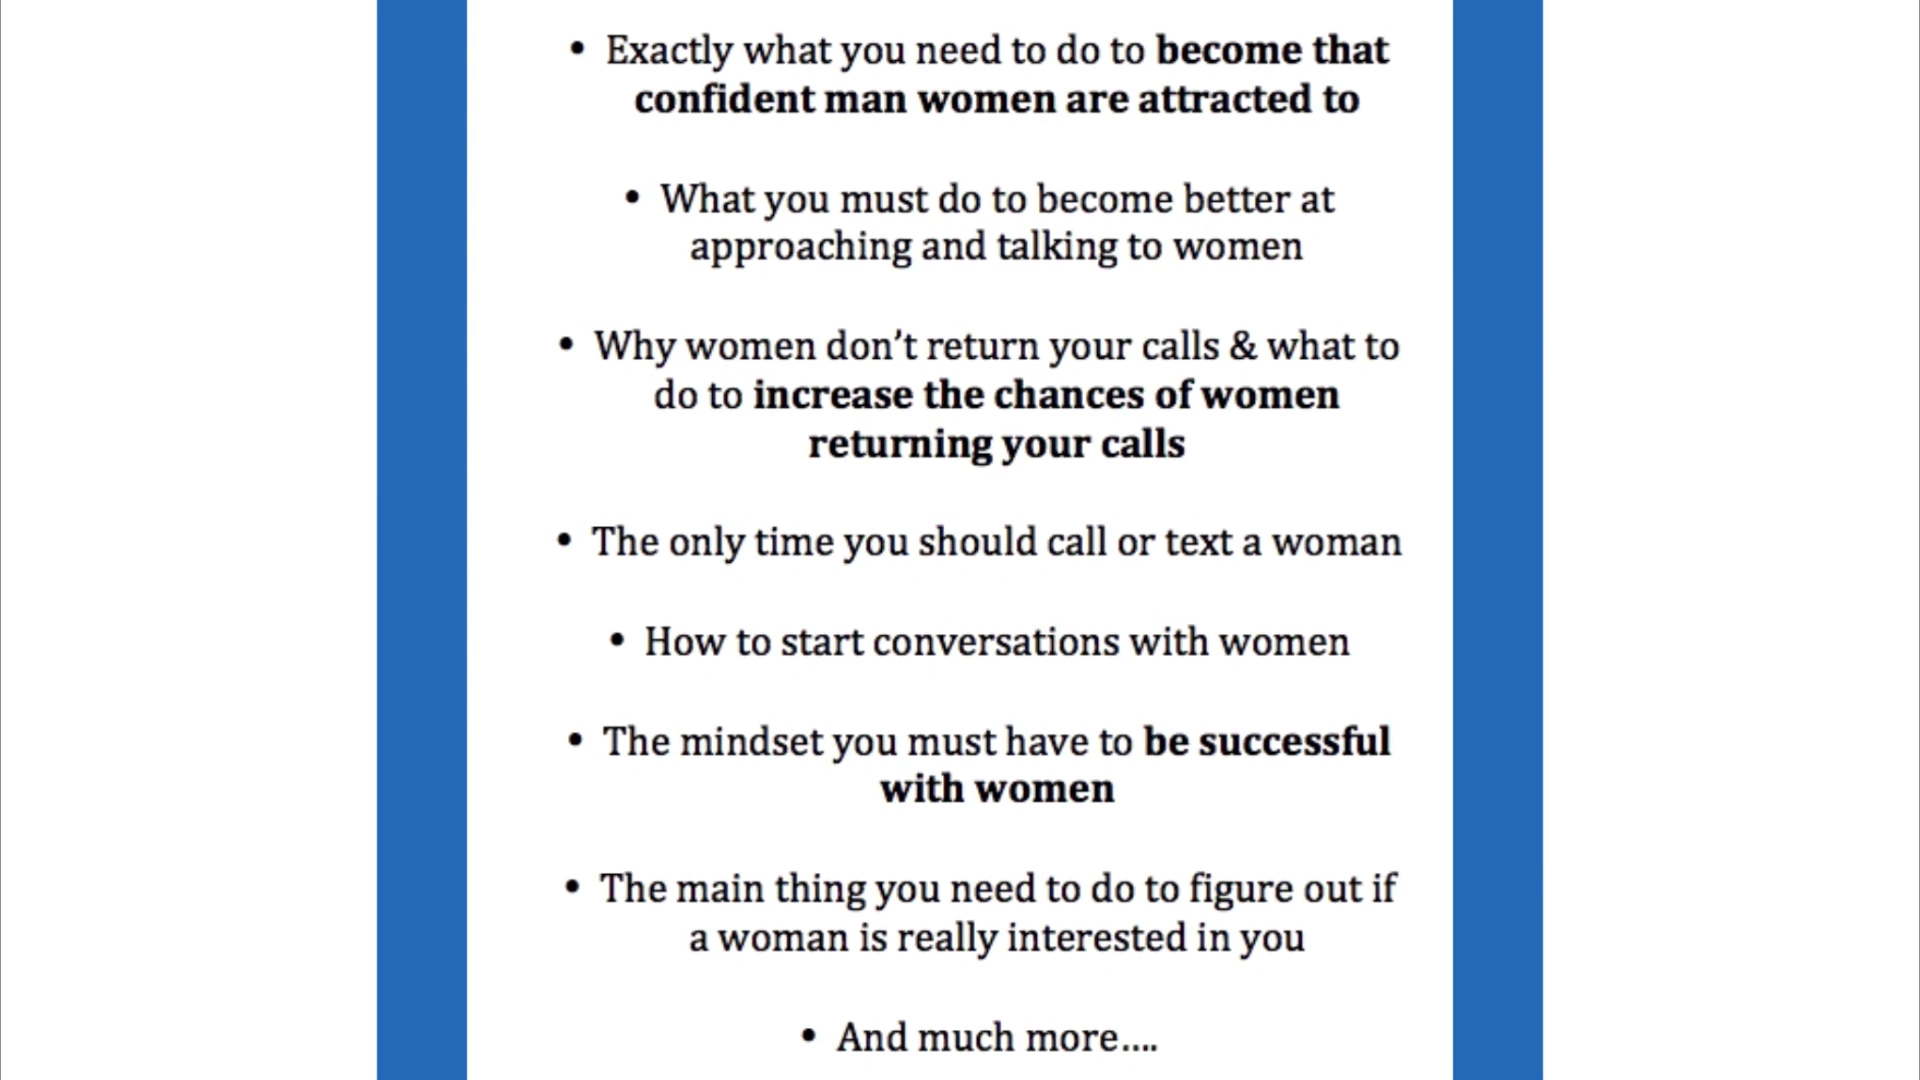 • Exactly what you need to do to become that
confident man women are attracted to
• What you must do to become better at
approaching and talking to women
• Why women don’t return your calls & what to
do to increase the chances of women
returning your calls
• The only time you should call or text a woman
• How to start conversations with women
• The mindset you must have to be successful
with women
• The main thing you need to do to figure out if
a woman is really interested in you
• And much more....